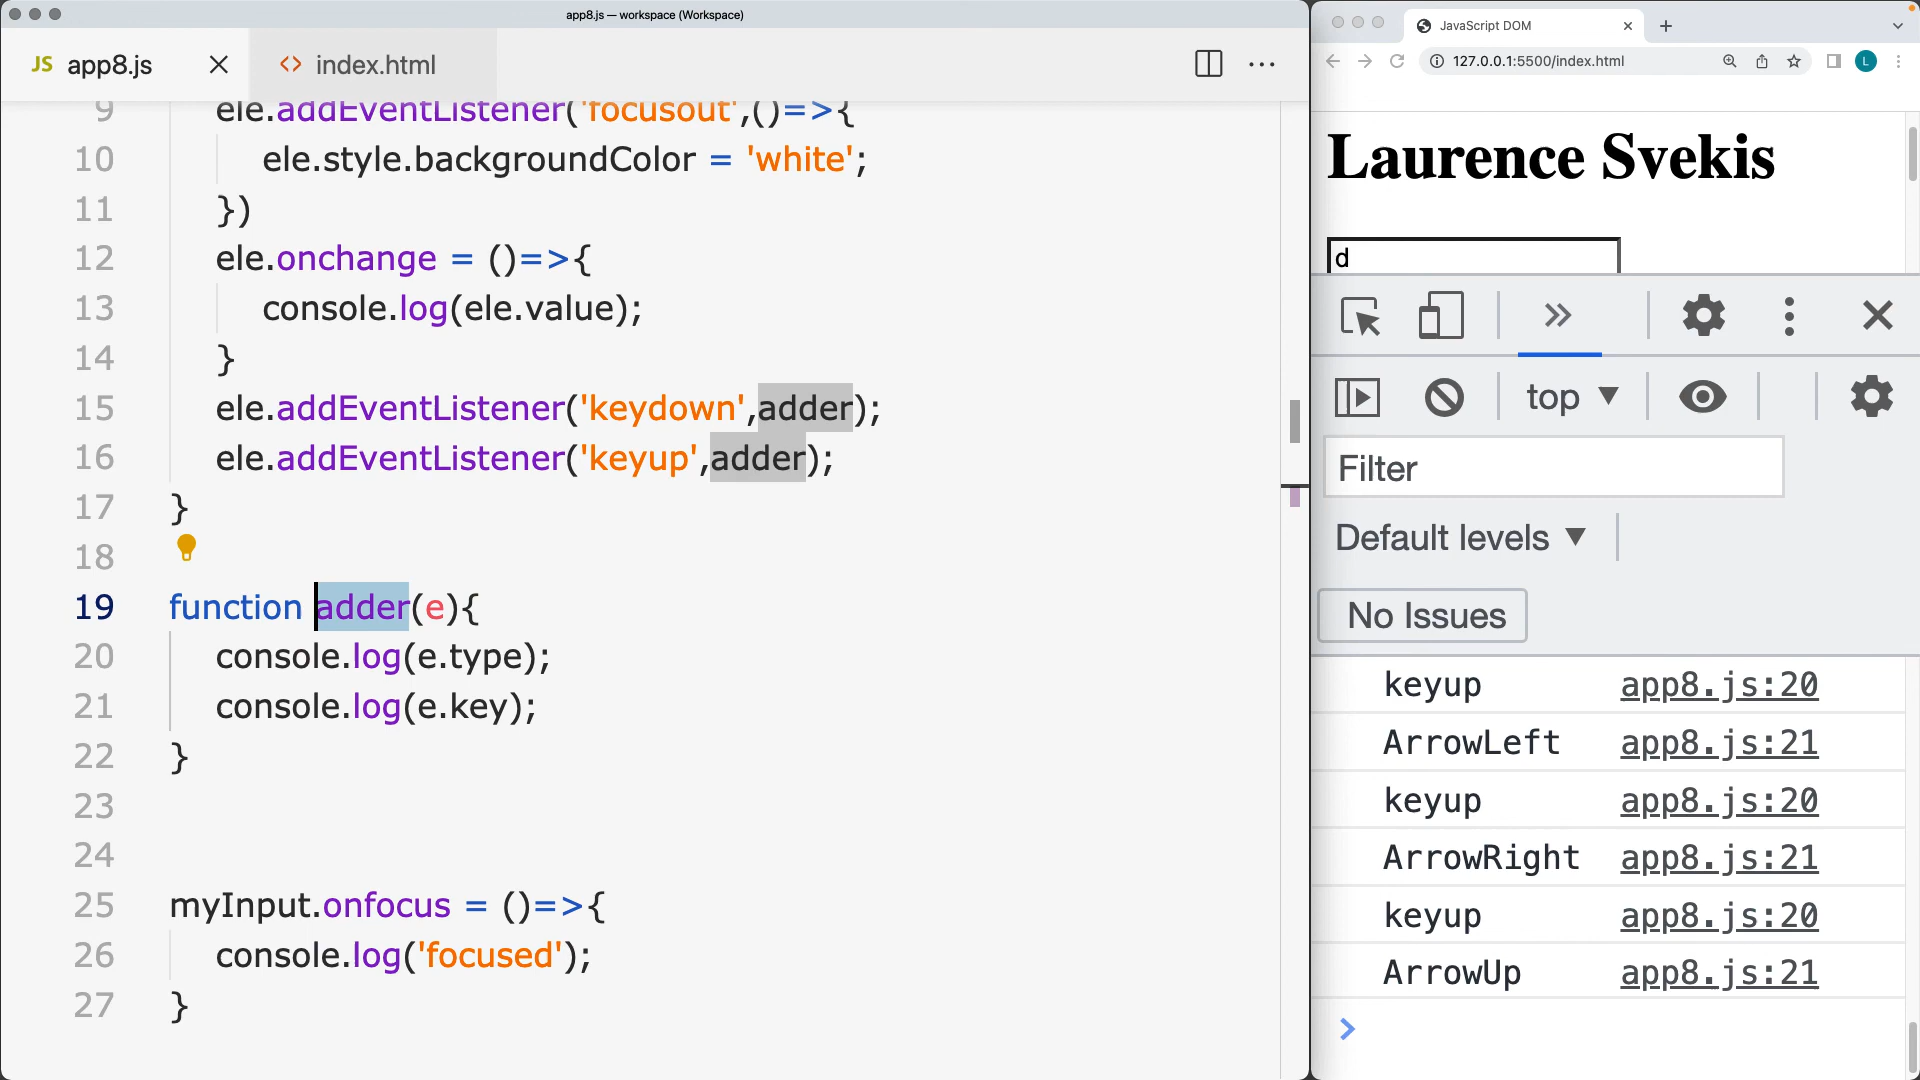 app8.js — workspace (Workspace)
JS app8.js
<> index.html
9 ele.addEventListener('focusout',()=>{
10 ele.style.backgroundColor = 'white';
11 })
12 ele.onchange = ()=>{
13 console.log(ele.value);
14 }
15 ele.addEventListener('keydown',adder);
16 ele.addEventListener('keyup',adder);
17 }
18
19 function adder(e){
20 console.log(e.type);
21 console.log(e.key);
22 }
23
24
25 myInput.onfocus = ()=>{
26 console.log('focused');
27 }
JavaScript DOM
127.0.0.1:5500/index.html
L
Laurence Svekis
d
top
Filter
Default levels
No Issues
keyup app8.js:20
ArrowLeft app8.js:21
keyup app8.js:20
ArrowRight app8.js:21
keyup app8.js:20
ArrowUp app8.js:21